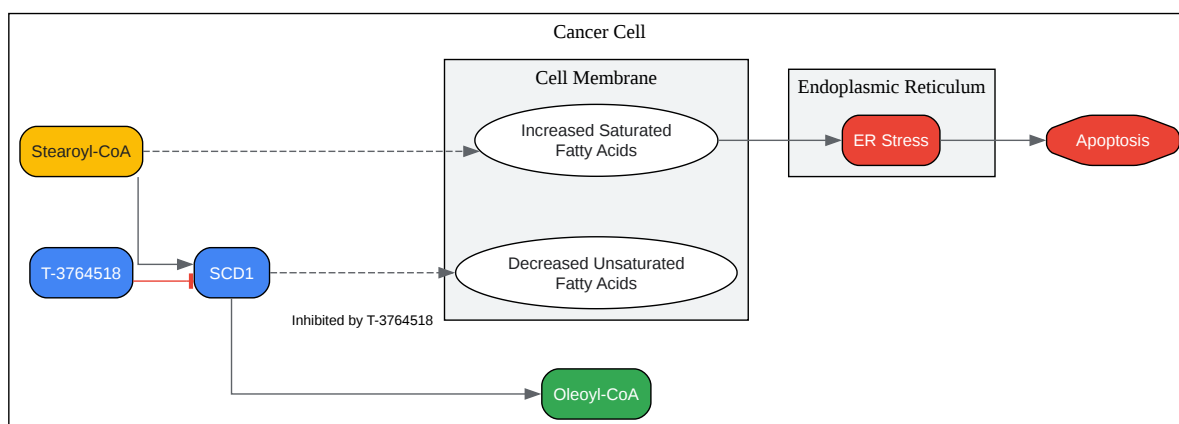 Cancer Cell
Cell Membrane
Endoplasmic Reticulum
Increased Saturated
Fatty Acids
Stearoyl-CoA
ER Stress
Apoptosis
T-3764518
SCD1
Decreased Unsaturated
Fatty Acids
Inhibited by T-3764518
Oleoyl-CoA